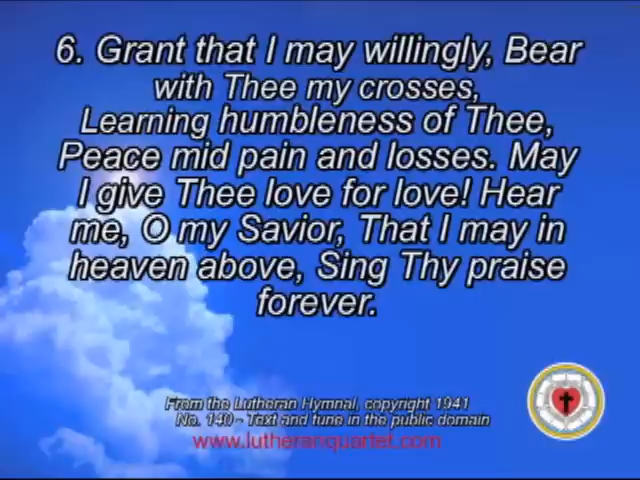 6. Grant that I may willingly, Bear
with Thee my crosses,
Learning humbleness of Thee,
Peace mid pain and losses. May
I give Thee love for love! Hear
me, O my Savior, That I may in
heaven above, Sing Thy praise
forever.
From the Lutheran Hymnal, copyright 1941
No. 140 - Text and tune in the public domain
www.lutheranquartet.com